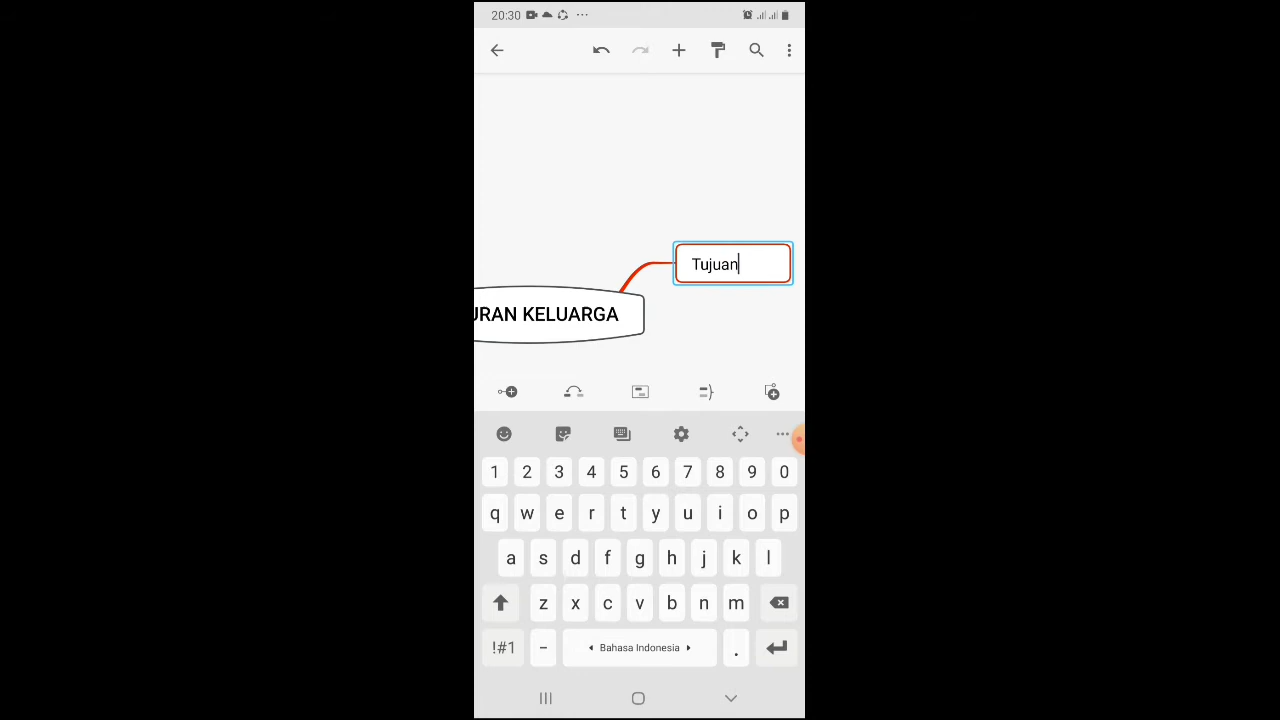 20:30
Tujuan
URAN KELUARGA
1 2 3 4 5 6 7 8 9 0
q w e r t y u i o p
a s d f g h j k l
z x c v b n m
!#1 - Bahasa Indonesia .